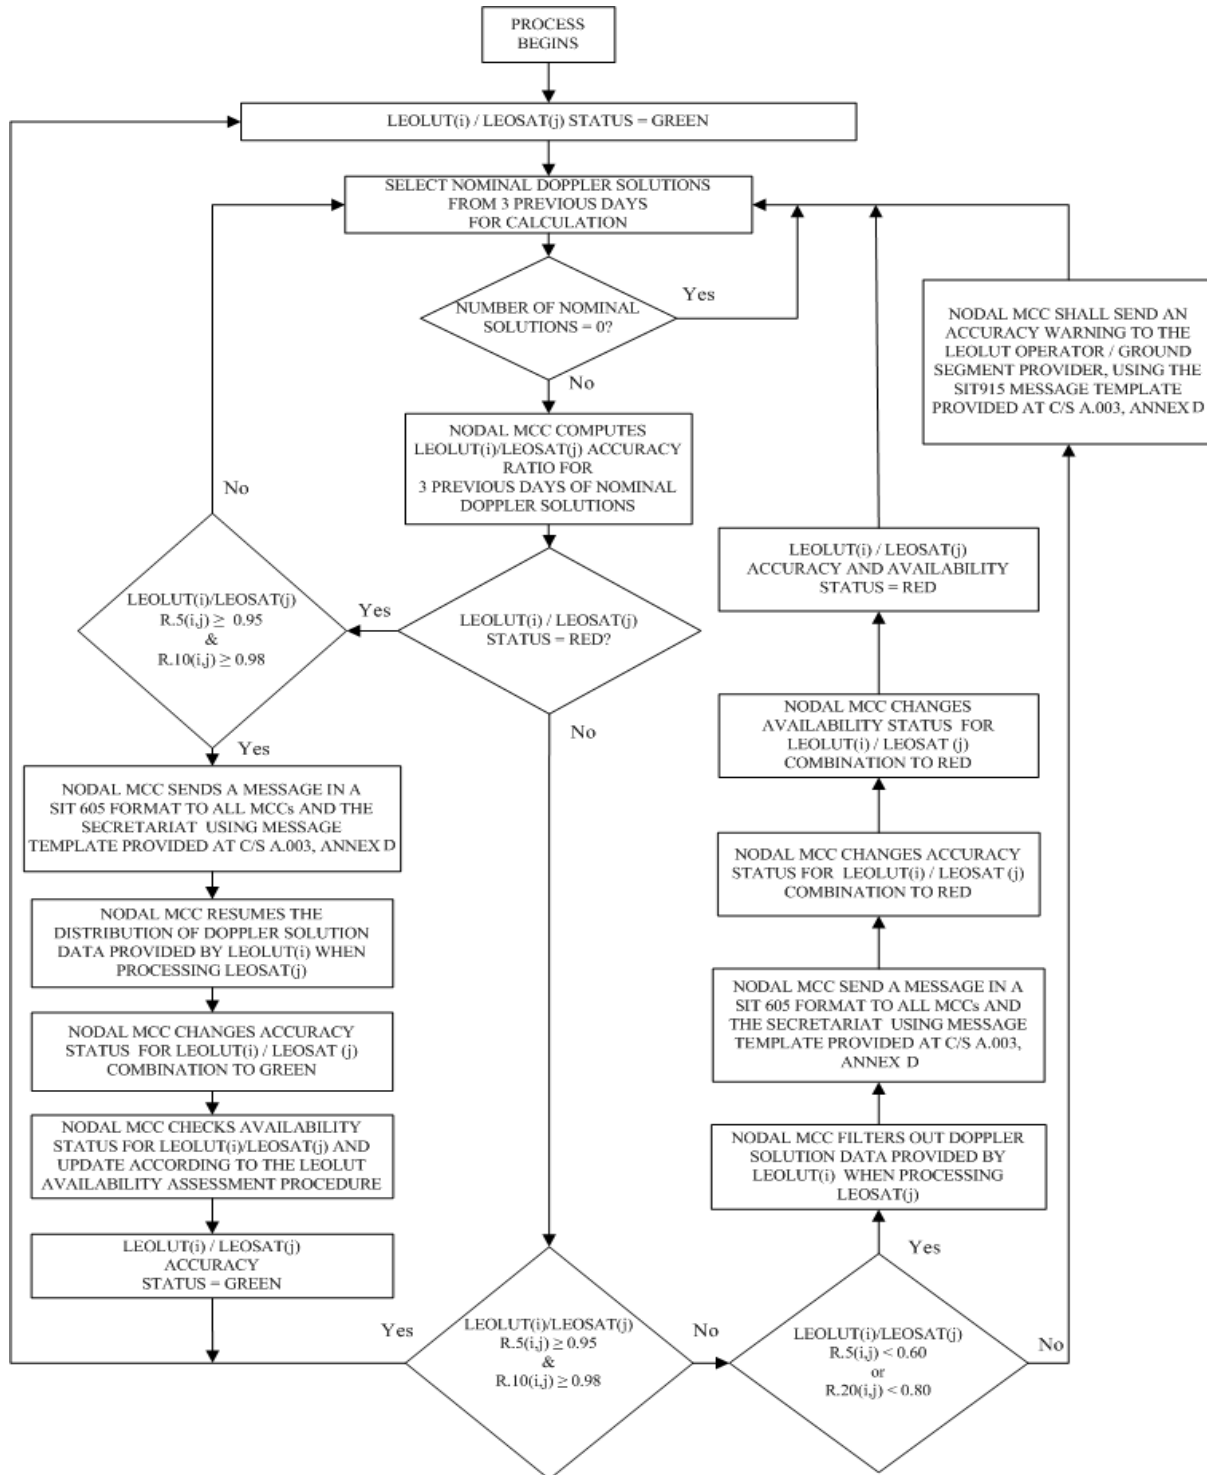 PROCESS
BEGINS
LEOLUT(i) / LEOSAT(j) STATUS = GREEN
SELECT NOMINAL DOPPLER SOLUTIONS
FROM 3 PREVIOUS DAYS
FOR CALCULATION
NUMBER OF NOMINAL
SOLUTIONS = 0?
Yes
No
NODAL MCC SHALL SEND AN
ACCURACY WARNING TO THE
LEOLUT OPERATOR / GROUND
SEGMENT PROVIDER, USING THE
SIT915 MESSAGE TEMPLATE
PROVIDED AT C/S A.003, ANNEX D
NODAL MCC COMPUTES
LEOLUT(i)/LEOSAT(j) ACCURACY
RATIO FOR
3 PREVIOUS DAYS OF NOMINAL
DOPPLER SOLUTIONS
No
LEOLUT(i)/LEOSAT(j)
R.5(i,j) ≥ 0.95
&
R.10(i,j) ≥ 0.98
Yes
LEOLUT(i) / LEOSAT(j)
STATUS = RED?
No
LEOLUT(i) / LEOSAT(j)
ACCURACY AND AVAILABILITY
STATUS = RED
NODAL MCC CHANGES
AVAILABILITY STATUS FOR
LEOLUT(i) / LEOSAT (j)
COMBINATION TO RED
Yes
NODAL MCC SENDS A MESSAGE IN A
SIT 605 FORMAT TO ALL MCCs AND THE
SECRETARIAT USING MESSAGE
TEMPLATE PROVIDED AT C/S A.003, ANNEX D
NODAL MCC CHANGES ACCURACY
STATUS FOR LEOLUT(i) / LEOSAT (j)
COMBINATION TO RED
NODAL MCC RESUMES THE
DISTRIBUTION OF DOPPLER SOLUTION
DATA PROVIDED BY LEOLUT(i) WHEN
PROCESSING LEOSAT(j)
NODAL MCC SEND A MESSAGE IN A
SIT 605 FORMAT TO ALL MCCs AND
THE SECRETARIAT USING MESSAGE
TEMPLATE PROVIDED AT C/S A.003,
ANNEX D
NODAL MCC CHANGES ACCURACY
STATUS FOR LEOLUT(i) / LEOSAT (j)
COMBINATION TO GREEN
NODAL MCC CHECKS AVAILABILITY
STATUS FOR LEOLUT(i)/LEOSAT(j) AND
UPDATE ACCORDING TO THE LEOLUT
AVAILABILITY ASSESSMENT PROCEDURE
NODAL MCC FILTERS OUT DOPPLER
SOLUTION DATA PROVIDED BY
LEOLUT(i) WHEN PROCESSING
LEOSAT(j)
LEOLUT(i) / LEOSAT(j)
ACCURACY
STATUS = GREEN
Yes
LEOLUT(i)/LEOSAT(j)
R.5(i,j) ≥ 0.95
&
R.10(i,j) ≥ 0.98
No
Yes
LEOLUT(i)/LEOSAT(j)
R.5(i,j) < 0.60
or
R.20(i,j) < 0.80
No